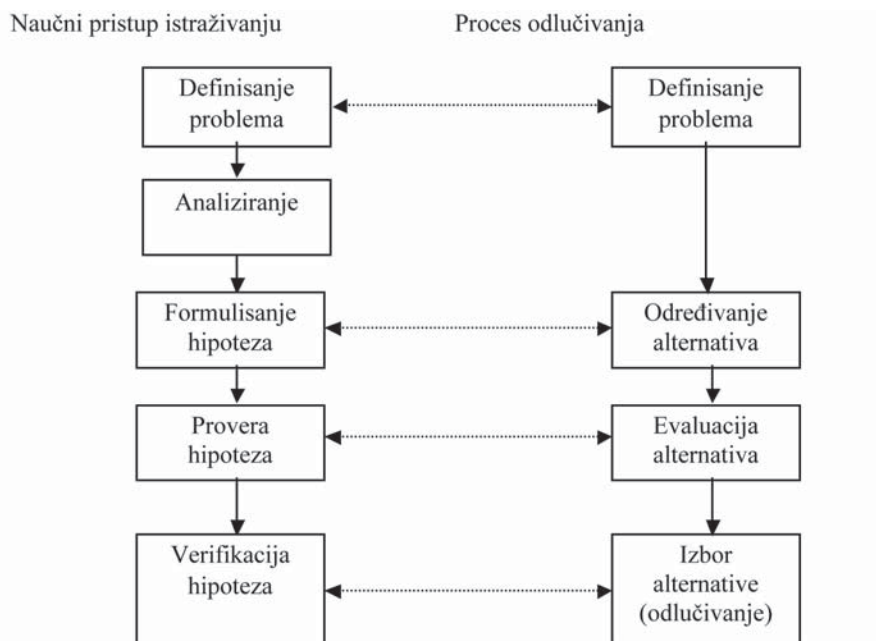 Naučni pristup istraživanju
Proces odlučivanja
Definisanje
problema
Definisanje
problema
Analiziranje
Formulisanje
hipoteza
Određivanje
alternativa
Provera
hipoteza
Evaluacija
alternativa
Verifikacija
hipoteza
Izbor
alternative
(odlučivanje)